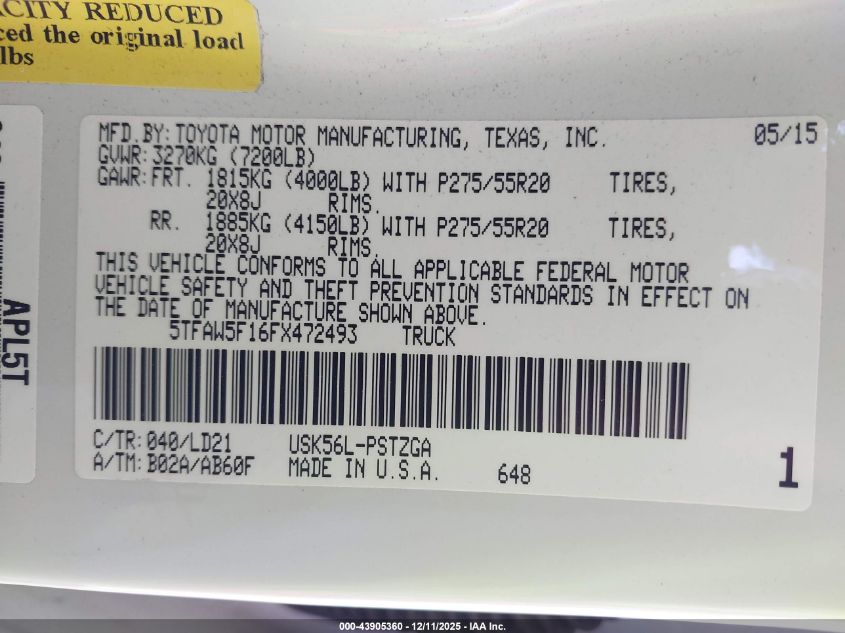 ACITY REDUCED
ced the original load
lbs
MFD. BY: TOYOTA MOTOR MANUFACTURING, TEXAS, INC. 05/15
GVWR: 3270KG (7200LB)
GAWR: FRT. 1815KG (4000LB) WITH P275/55R20 TIRES,
20X8J RIMS.
RR. 1885KG (4150LB) WITH P275/55R20 TIRES,
20X8J RIMS.
THIS VEHICLE CONFORMS TO ALL APPLICABLE FEDERAL MOTOR
VEHICLE SAFETY AND THEFT PREVENTION STANDARDS IN EFFECT ON
THE DATE OF MANUFACTURE SHOWN ABOVE.
5TFAW5F16FX472493 TRUCK
C/TR: 040/LD21 USK56L-PSTZGA
A/TM: B02A/AB60F MADE IN U.S.A. 648
1
APL5T
000-43905360 - 12/11/2025 - IAA Inc.